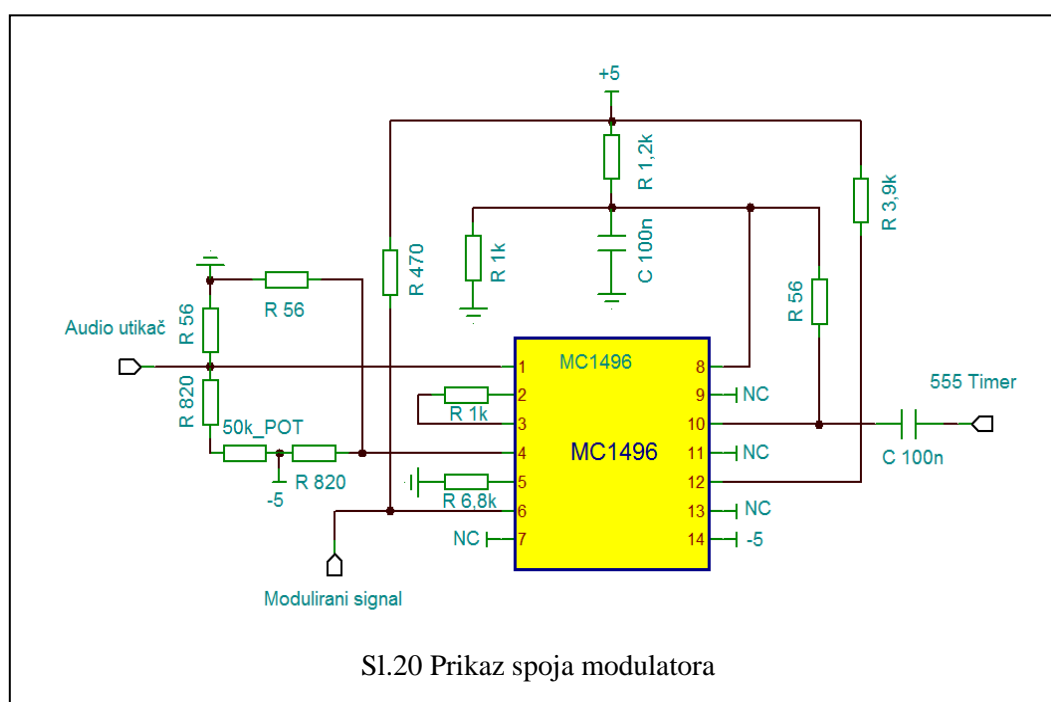 +5
R 1,2k
R 3,9k
R 470
R 1k
C 100n
R 56
R 56
R 56
Audio utikač
R 820
50k_POT
R 820
-5
555 Timer
C 100n
MC1496
MC1496
1
2
3
4
5
6
7
8
9
10
11
12
13
14
R 1k
R 6,8k
NC
NC
NC
NC
-5
Modulirani signal
Sl.20 Prikaz spoja modulatora